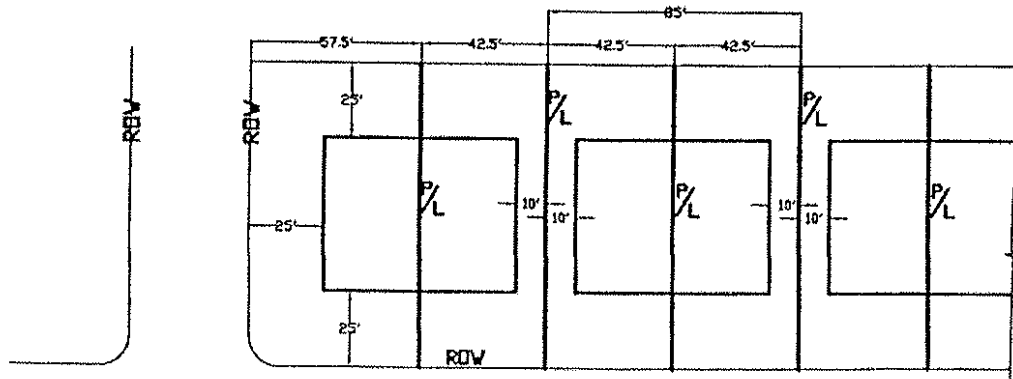 85'
57.5' 42.5' 42.5' 42.5'
25'
ROW ROW P/L P/L
P/L P/L P/L
10' 10'
10' 10'
25'
25'
ROW